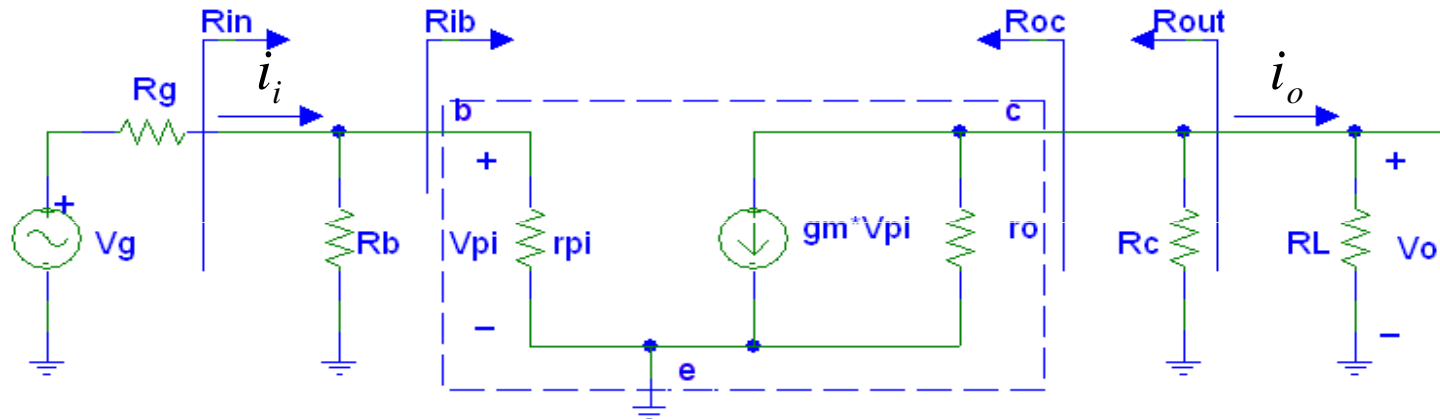 Rin
Rib
Roc
Rout
i_i
i_o
Rg
b
c
+
+
+
Vg
Rb
Vpi
rpi
gm*Vpi
ro
Rc
RL
Vo
–
–
e